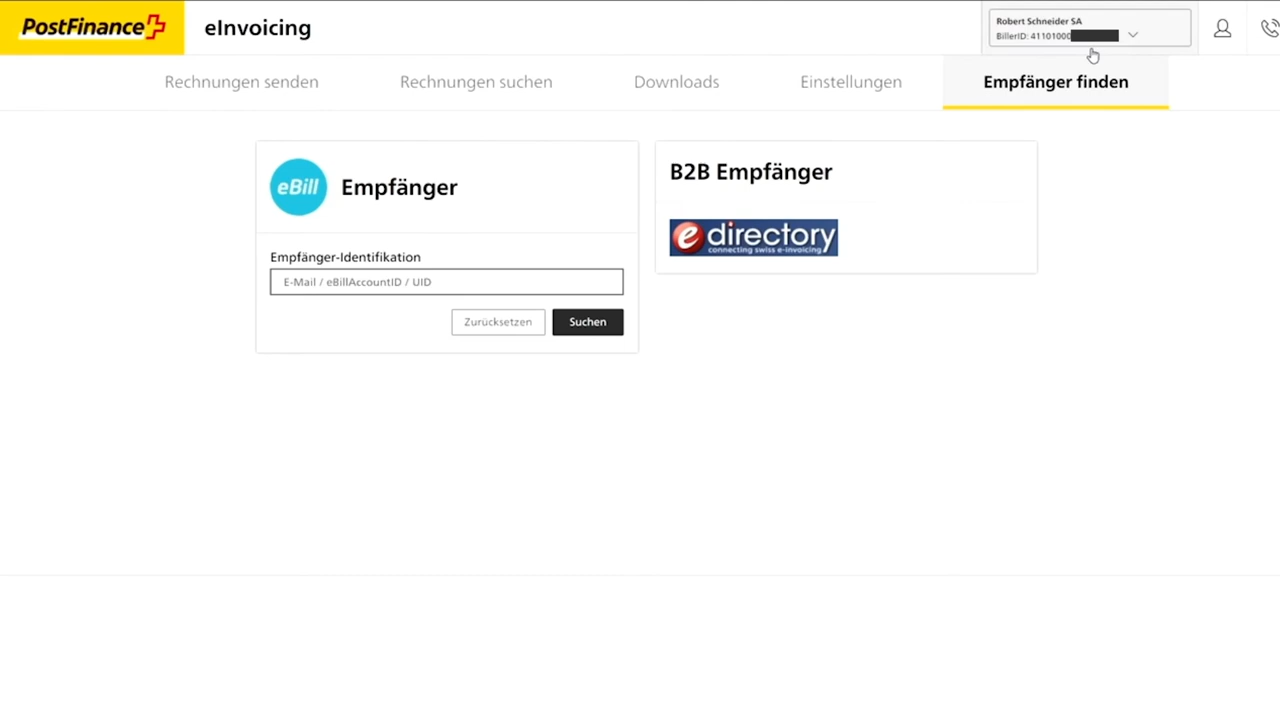 PostFinance
eInvoicing
Robert Schneider SA
BillerID: 41101000
Rechnungen senden
Rechnungen suchen
Downloads
Einstellungen
Empfänger finden
eBill
Empfänger
Empfänger-Identifikation
E-Mail / eBillAccountID / UID
Zurücksetzen
Suchen
B2B Empfänger
e directory
connecting swiss e-invoicing